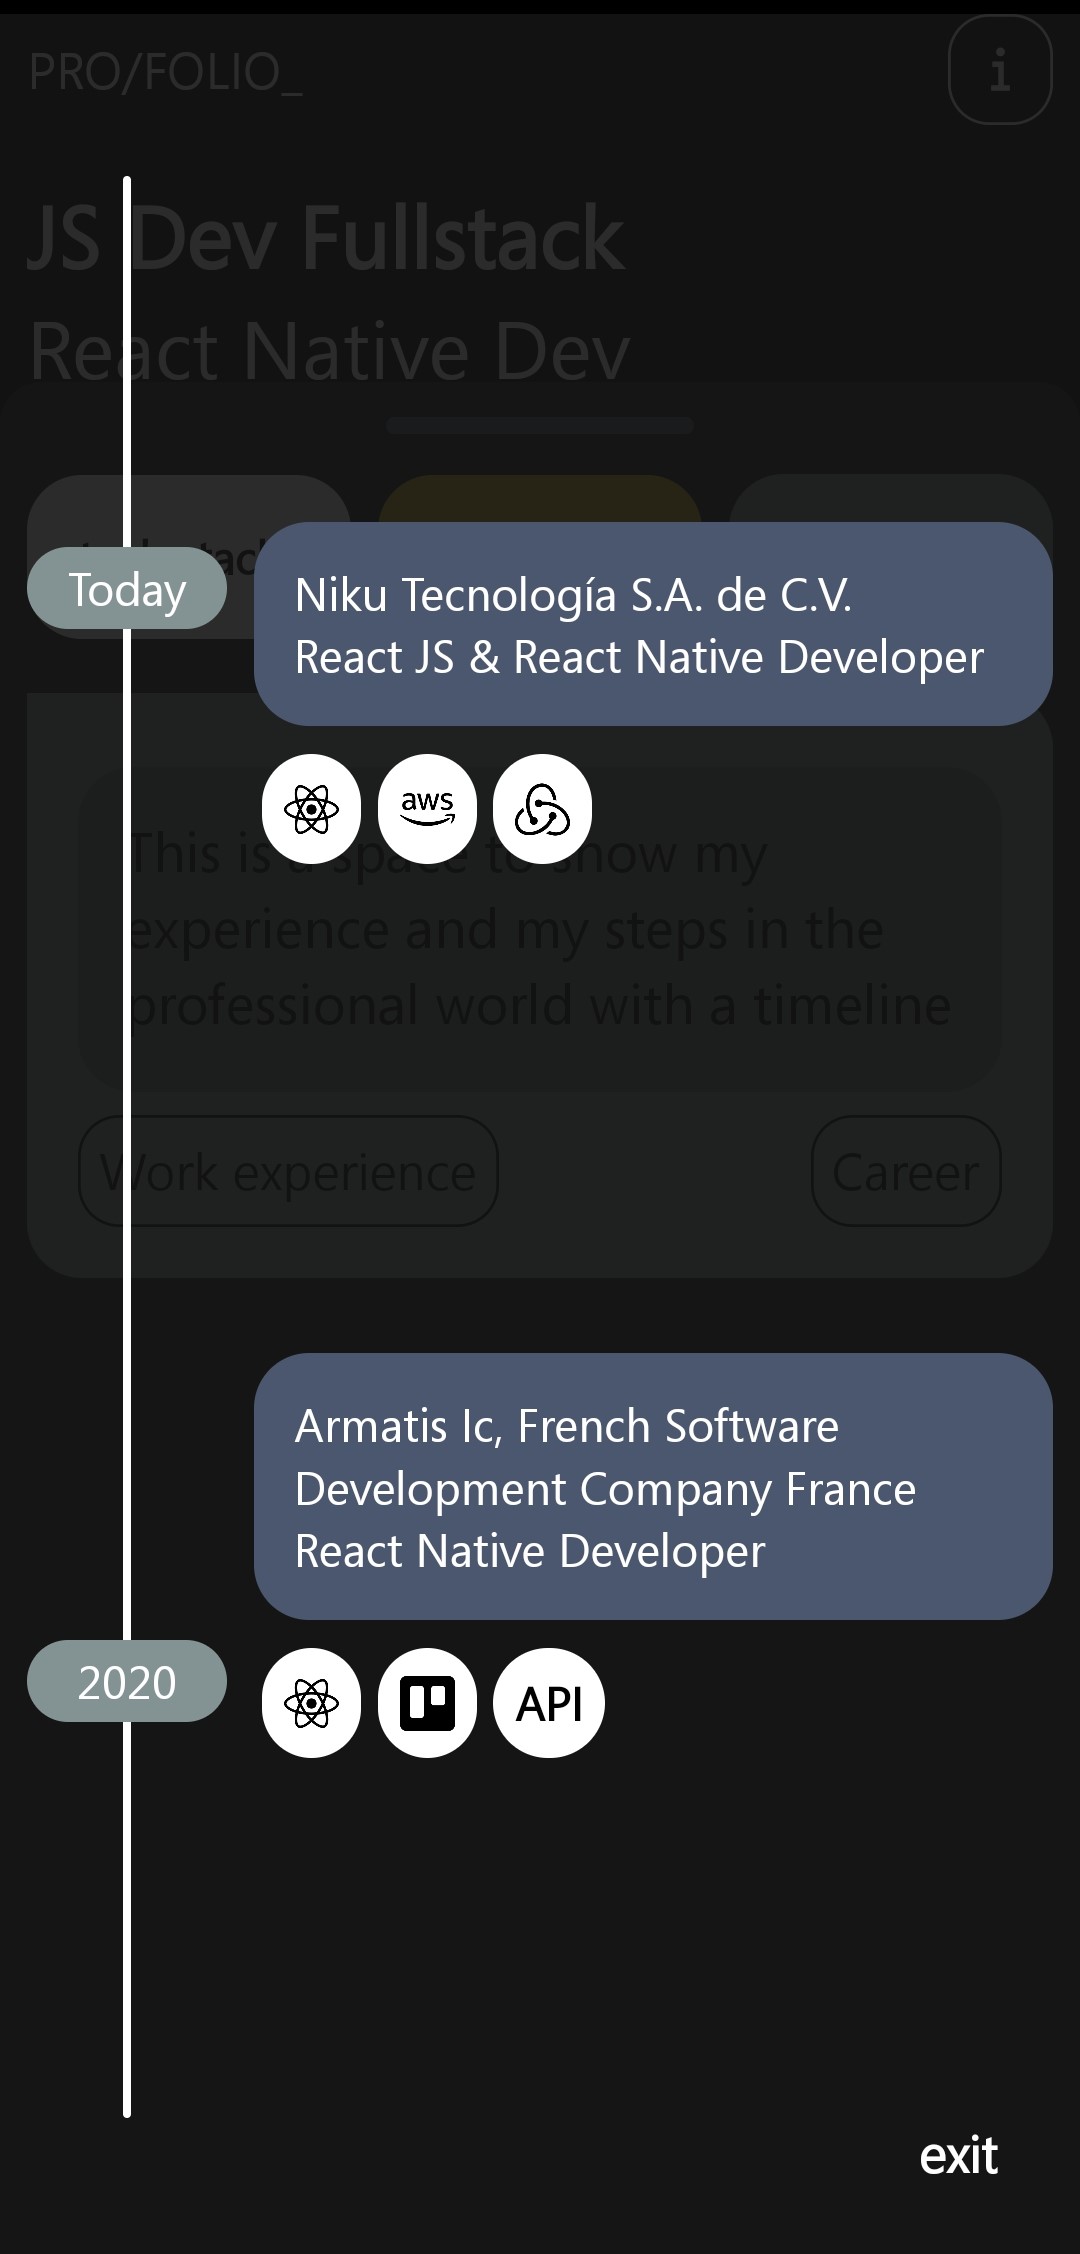 PRO/FOLIO_
i
JS Dev Fullstack
React Native Dev
Today
Niku Tecnología S.A. de C.V.
React JS & React Native Developer
aws
This is a space to show my
experience and my steps in the
professional world with a timeline
Work experience
Career
Armatis lc, French Software
Development Company France
React Native Developer
2020
API
exit